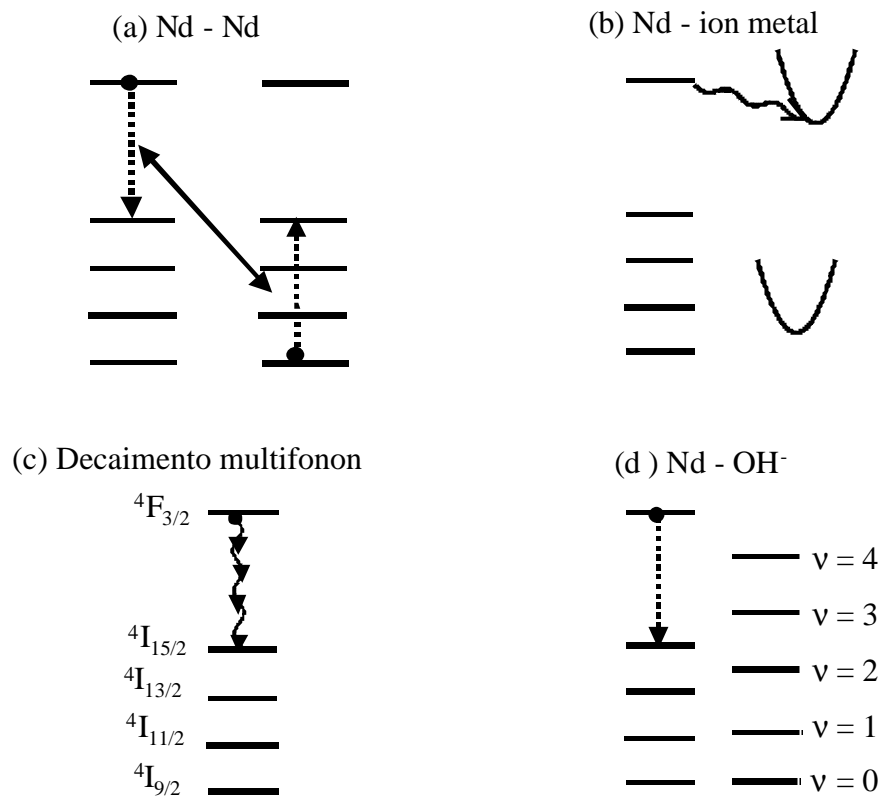 (a) Nd - Nd
(b) Nd - ion metal
(c) Decaimento multifonon
⁴F₃/₂
⁴I₁₅/₂
⁴I₁₃/₂
⁴I₁₁/₂
⁴I₉/₂
(d ) Nd - OH⁻
ν = 4
ν = 3
ν = 2
ν = 1
ν = 0